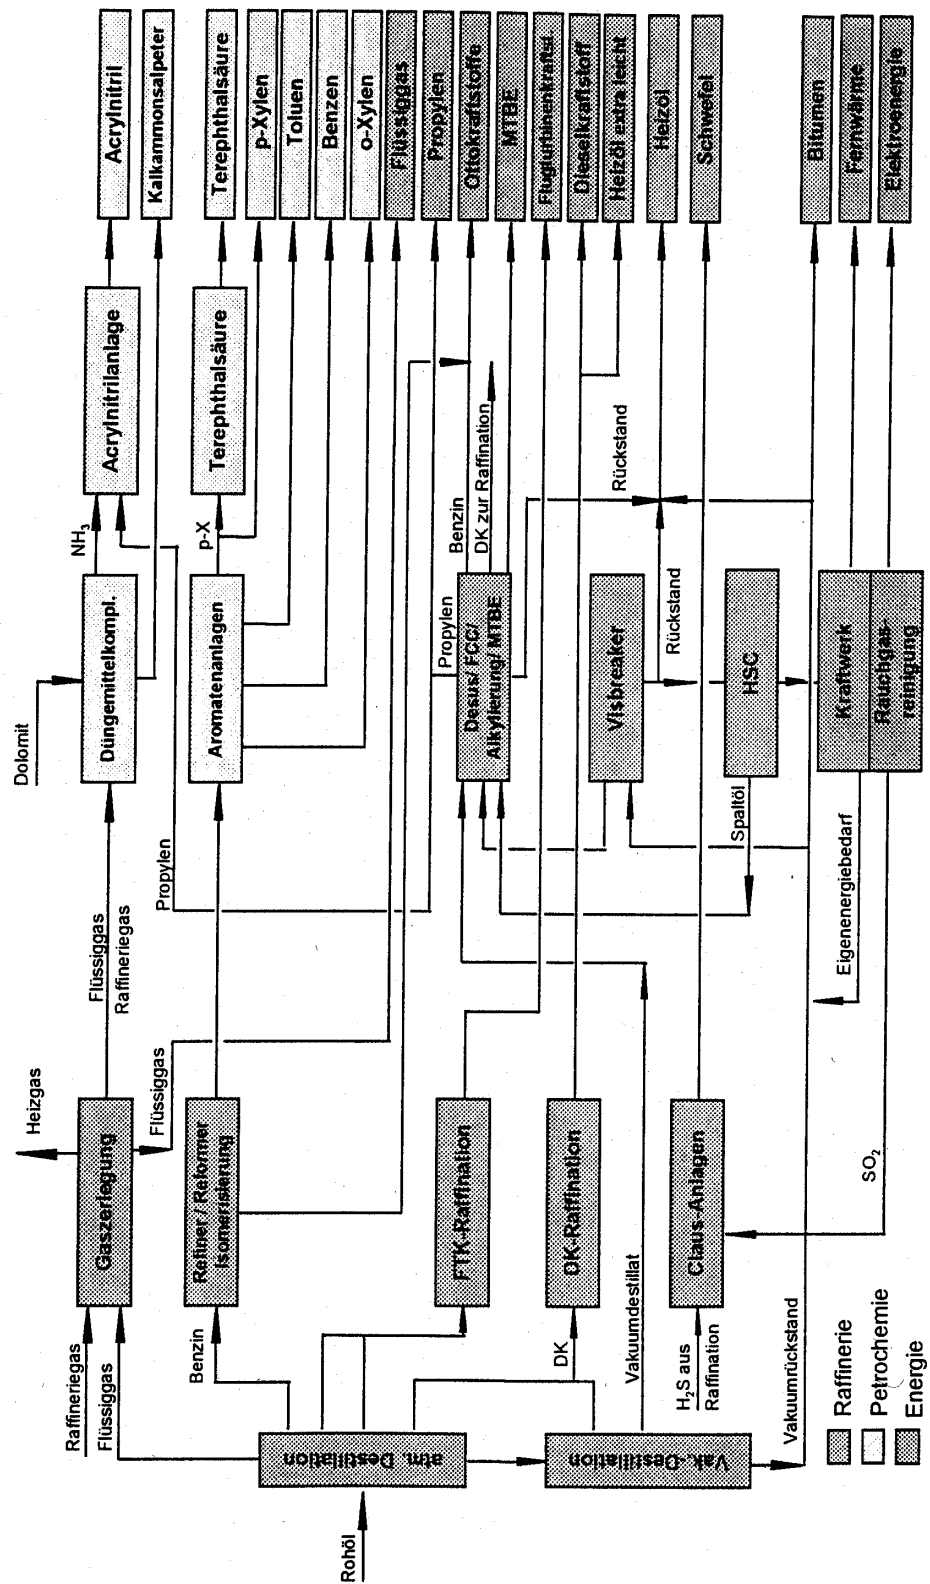 Rohöl
atm. Destillation
Vak.-Destillation
Raffineriegas
Flüssiggas
Benzin
DK
Vakuumdestillat
H₂S aus
Raffination
Vakuumrückstand
Heizgas
Gaszerlegung
Flüssiggas
Refiner / Reformer
Isomerisierung
FTK-Raffination
DK-Raffination
Claus-Anlagen
SO₂
Flüssiggas
Raffineriegas
Propylen
Spaltöl
Eigenenergiebedarf
Dolomit
Düngemittelkompl.
Aromatenanlagen
Propylen
Desus/ FCC/
Alkylierung/ MTBE
Visbreaker
HSC
Kraftwerk
Rauchgas-
reinigung
NH₃
p-X
Benzin
DK zur Raffination
Rückstand
Rückstand
Acrylnitrilanlage
Terephthalsäure
Acrylnitril
Kalkammonsalpeter
Terephthalsäure
p-Xylen
Toluen
Benzen
o-Xylen
Flüssiggas
Propylen
Ottokraftstoffe
MTBE
Flugturbinenkraftst.
Dieselkraftstoff
Heizöl extra leicht
Heizöl
Schwefel
Bitumen
Fernwärme
Elektroenergie
Raffinerie
Petrochemie
Energie